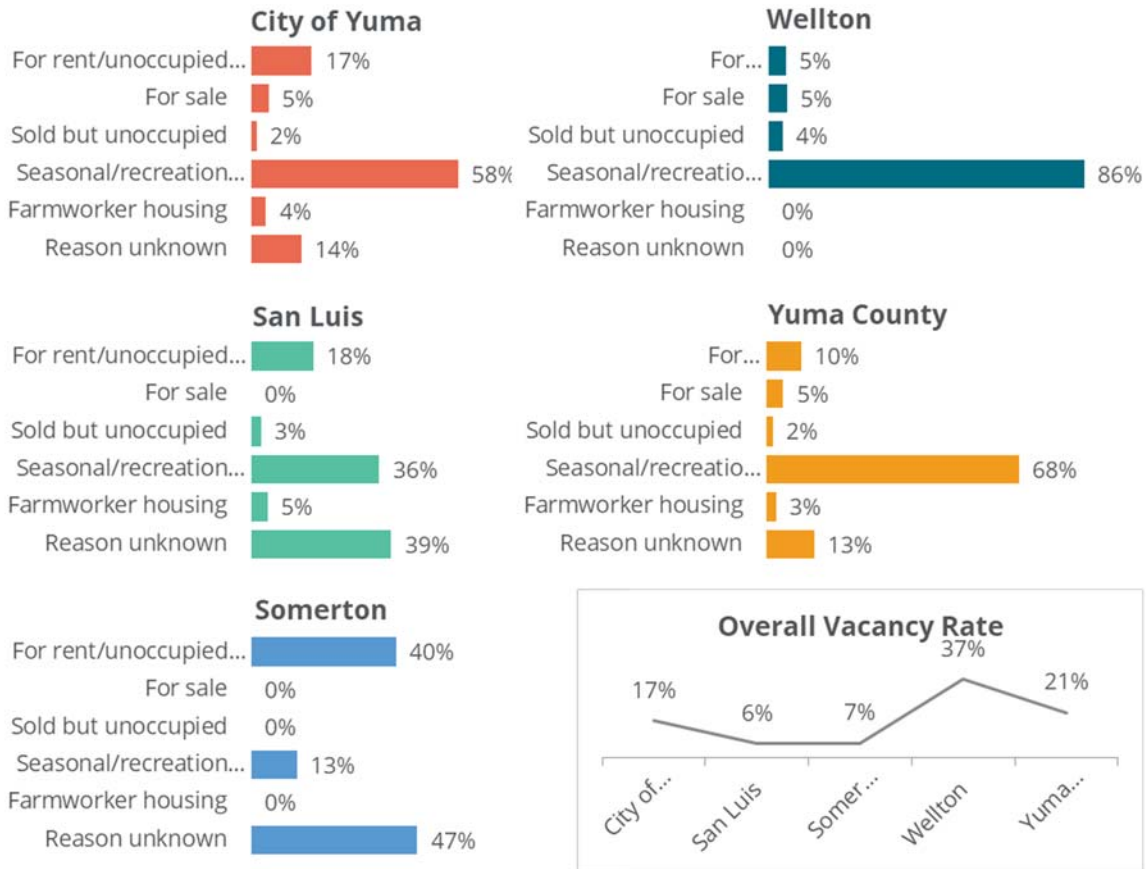 City of Yuma
For rent/unoccupied... 17%
For sale 5%
Sold but unoccupied 2%
Seasonal/recreation... 58%
Farmworker housing 4%
Reason unknown 14%
Wellton
For... 5%
For sale 5%
Sold but unoccupied 4%
Seasonal/recreatio... 86%
Farmworker housing 0%
Reason unknown 0%
San Luis
For rent/unoccupied... 18%
For sale 0%
Sold but unoccupied 3%
Seasonal/recreation... 36%
Farmworker housing 5%
Reason unknown 39%
Yuma County
For... 10%
For sale 5%
Sold but unoccupied 2%
Seasonal/recreatio... 68%
Farmworker housing 3%
Reason unknown 13%
Somerton
For rent/unoccupied... 40%
For sale 0%
Sold but unoccupied 0%
Seasonal/recreation... 13%
Farmworker housing 0%
Reason unknown 47%
Overall Vacancy Rate
17% 6% 7% 37% 21%
City of... San Luis Somer... Wellton Yuma...